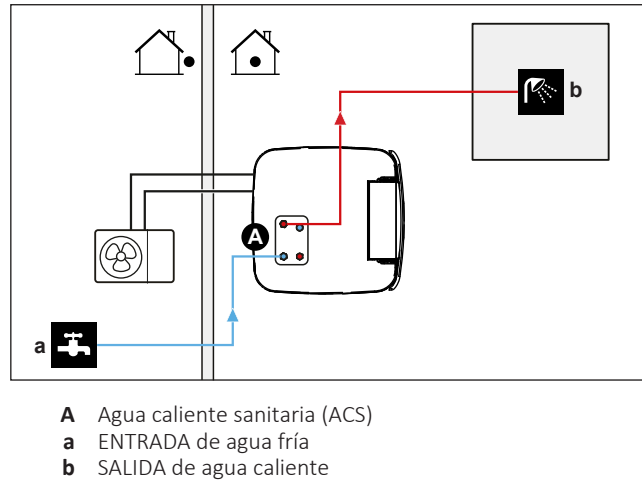 b
A
a
A Agua caliente sanitaria (ACS)
a ENTRADA de agua fría
b SALIDA de agua caliente